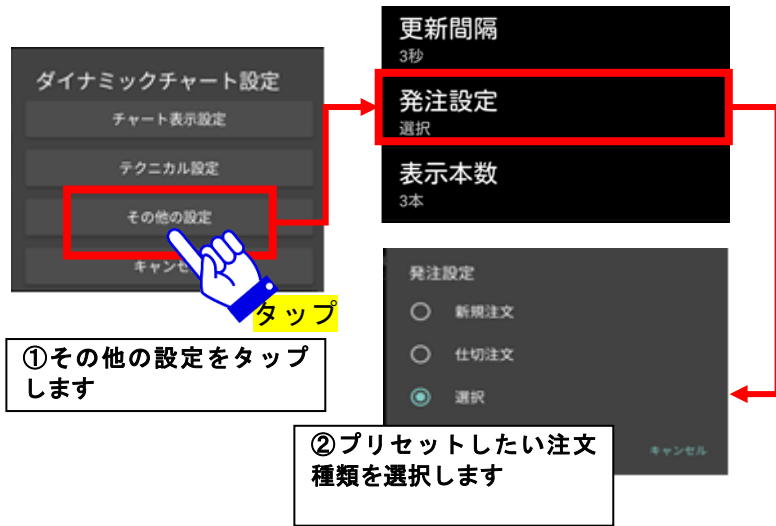 ダイナミックチャート設定
チャート表示設定
テクニカル設定
その他の設定
キャンセ
タップ
①その他の設定をタップ
します
更新間隔
3秒
発注設定
選択
表示本数
3本
発注設定
新規注文
仕切注文
選択
キャンセル
②プリセットしたい注文
種類を選択します